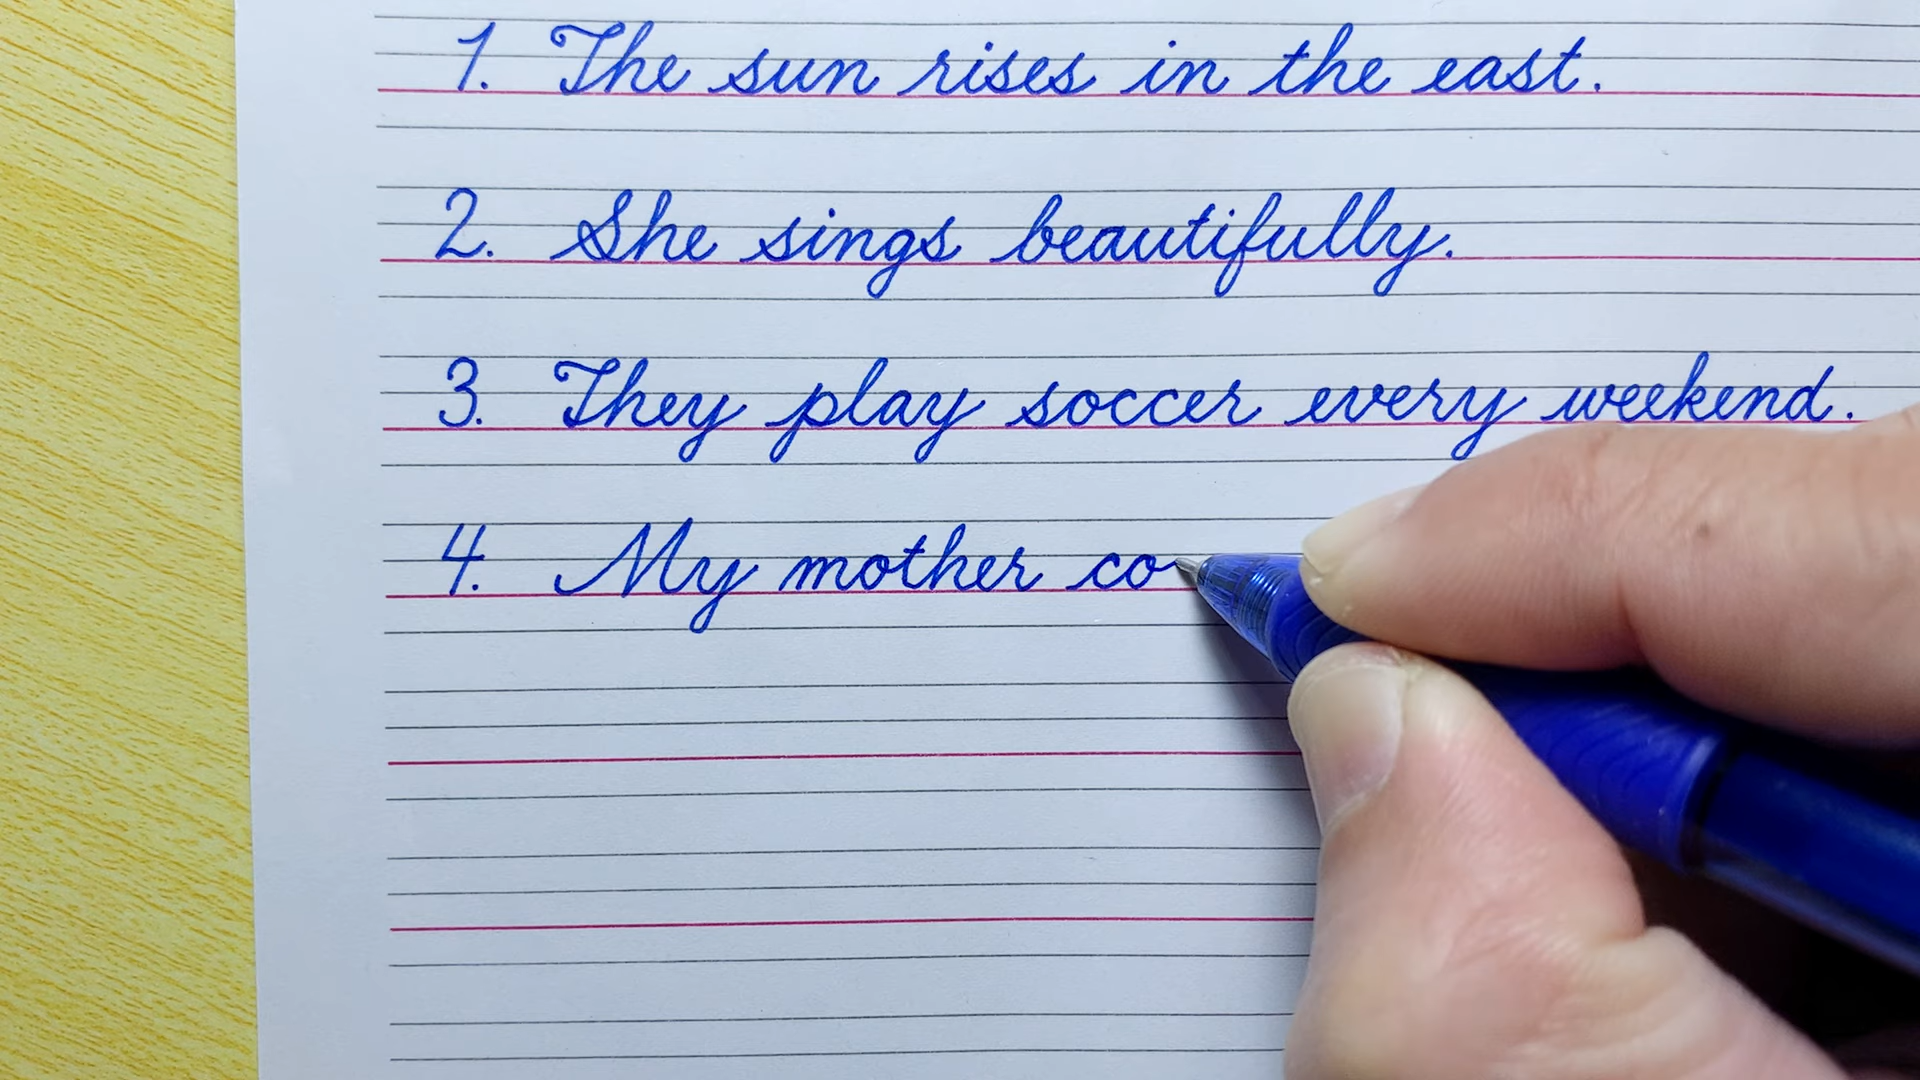 1. The sun rises in the east.
2. She sings beautifully.
3. They play soccer every weekend.
4. My mother co